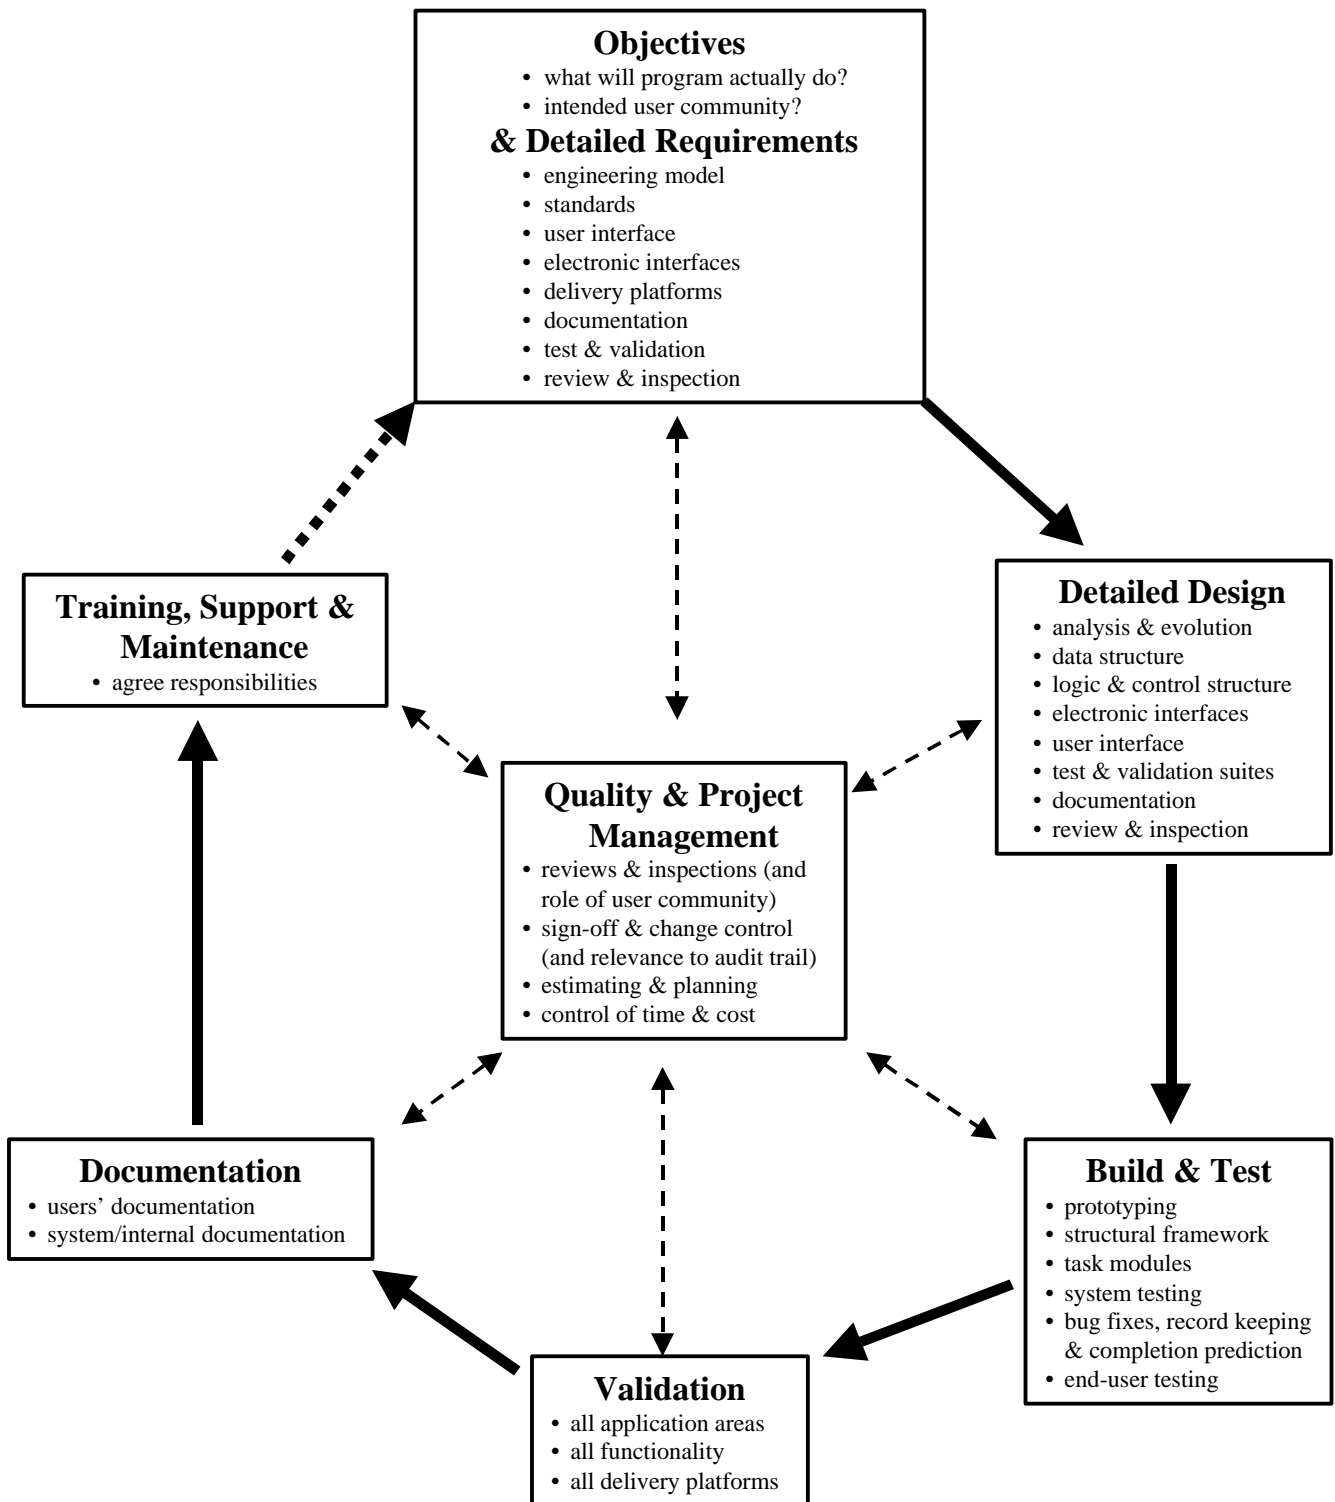 Objectives
• what will program actually do?
• intended user community?
& Detailed Requirements
• engineering model
• standards
• user interface
• electronic interfaces
• delivery platforms
• documentation
• test & validation
• review & inspection
Training, Support &
Maintenance
• agree responsibilities
Detailed Design
• analysis & evolution
• data structure
• logic & control structure
• electronic interfaces
• user interface
• test & validation suites
• documentation
• review & inspection
Quality & Project
Management
• reviews & inspections (and
role of user community)
• sign-off & change control
(and relevance to audit trail)
• estimating & planning
• control of time & cost
Documentation
• users’ documentation
• system/internal documentation
Build & Test
• prototyping
• structural framework
• task modules
• system testing
• bug fixes, record keeping
& completion prediction
• end-user testing
Validation
• all application areas
• all functionality
• all delivery platforms